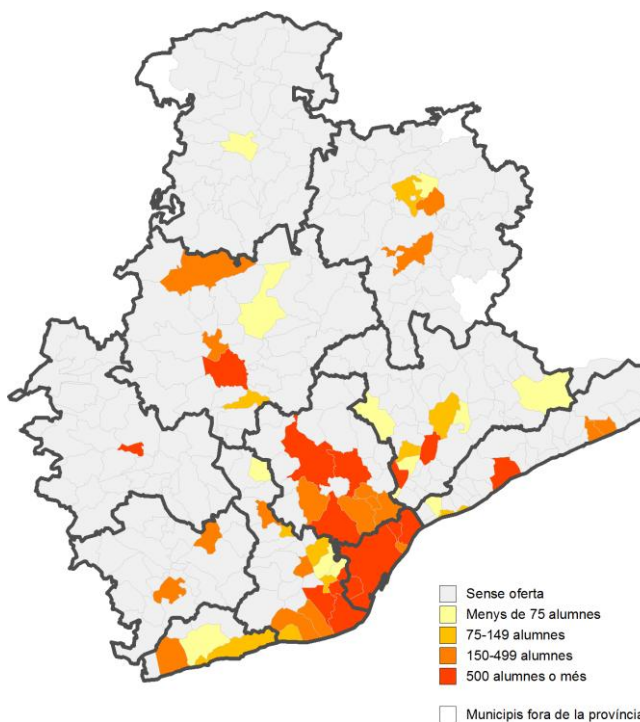 Sense oferta
Menys de 75 alumnes
75-149 alumnes
150-499 alumnes
500 alumnes o més
Municipis fora de la província